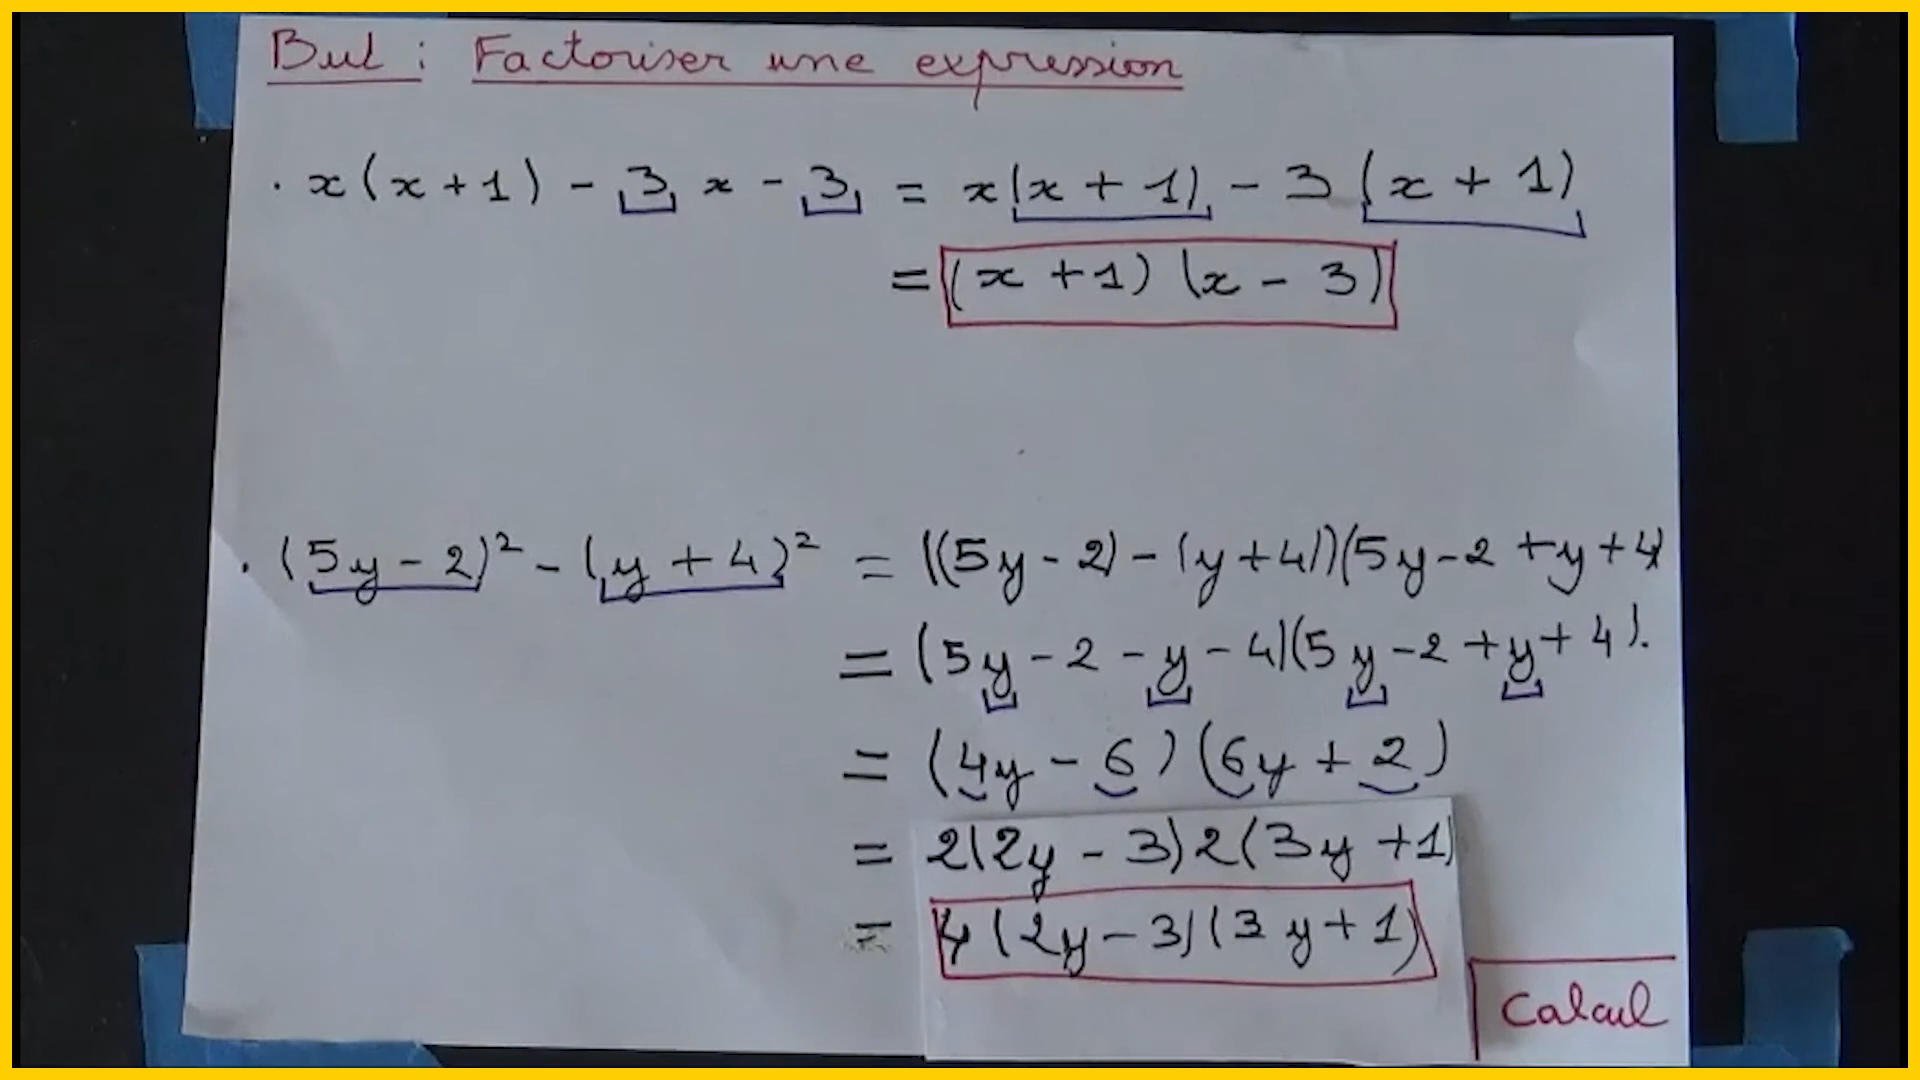 But : Factoriser une expression
. x(x+1) - 3x - 3 = x(x+1) - 3(x+1)
= (x+1)(x-3)
. (5y-2)² - (y+4)² = ((5y-2)-(y+4))(5y-2+y+4)
= (5y-2-y-4)(5y-2+y+4).
= (4y-6)(6y+2)
= 2(2y-3)2(3y+1)
= 4(2y-3)(3y+1)
Calcul